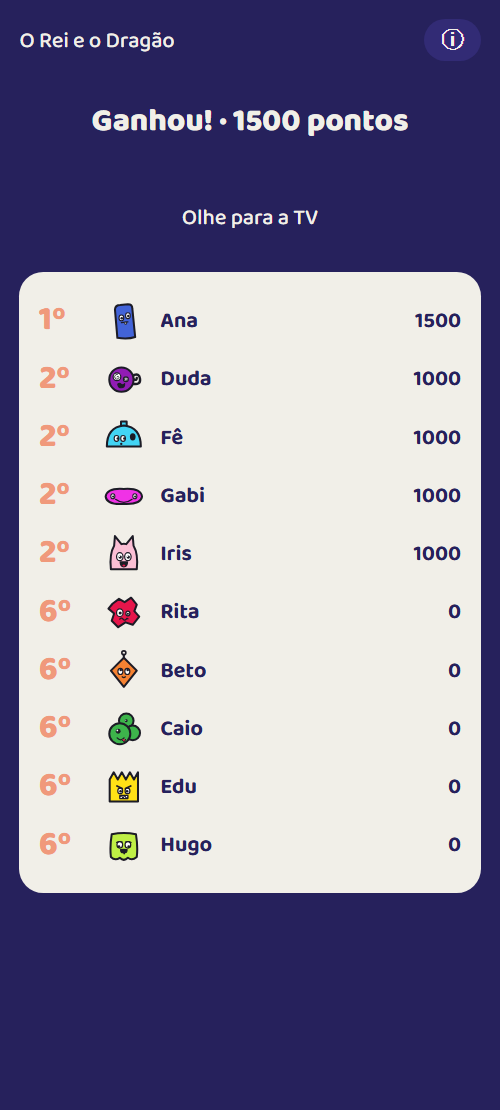 O Rei e o Dragão
Ganhou! · 1500 pontos
Olhe para a TV
1º Ana 1500
2º Duda 1000
2º Fê 1000
2º Gabi 1000
2º Iris 1000
6º Rita 0
6º Beto 0
6º Caio 0
6º Edu 0
6º Hugo 0